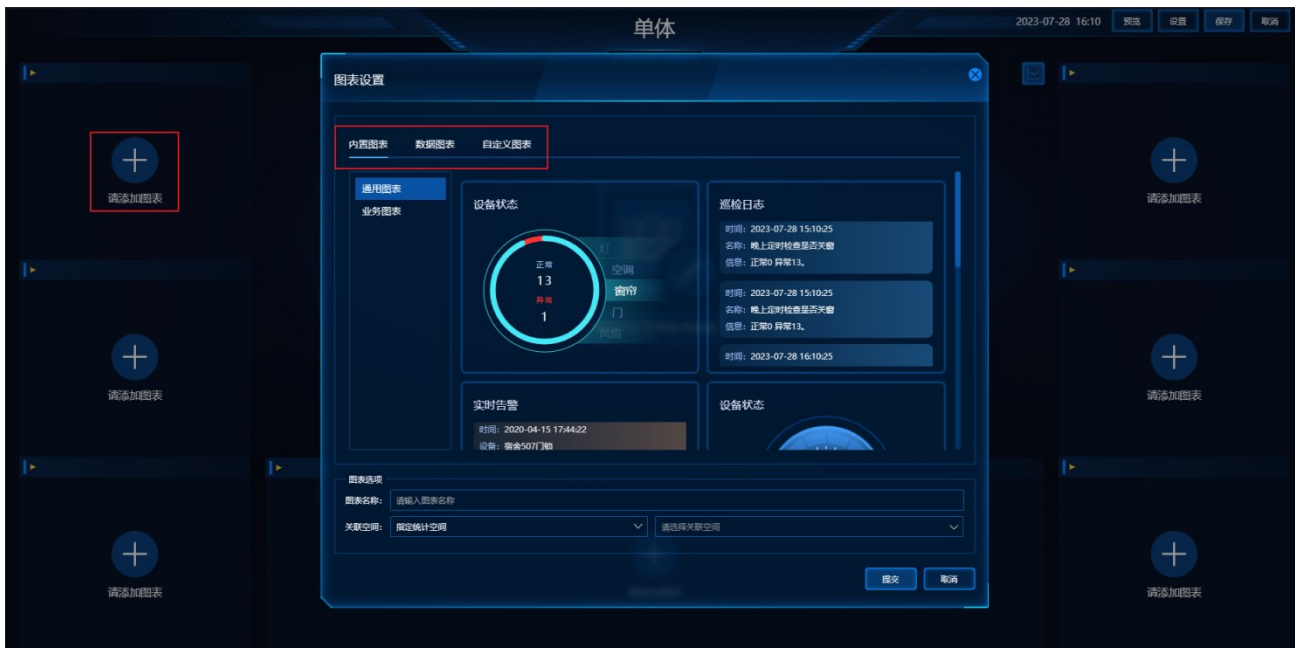 单体
2023-07-28 16:10 预览 设置 保存 取消
图表设置
内置图表 数据图表 自定义图表
通用图表
业务图表
设备状态
正常
13
异常
1
灯
空调
窗帘
门
风扇
巡检日志
时间：2023-07-28 15:10:25
名称：晚上定时检查是否关窗
信息：正常0 异常13。
时间：2023-07-28 15:10:25
名称：晚上定时检查是否关窗
信息：正常0 异常13。
时间：2023-07-28 16:10:25
实时告警
时间：2020-04-15 17:44:22
设备：宿舍507门锁
设备状态
图表选项
图表名称： 请输入图表名称
关联空间： 指定统计空间 请选择关联空间
提交 取消
请添加图表
请添加图表
请添加图表
请添加图表
请添加图表
请添加图表